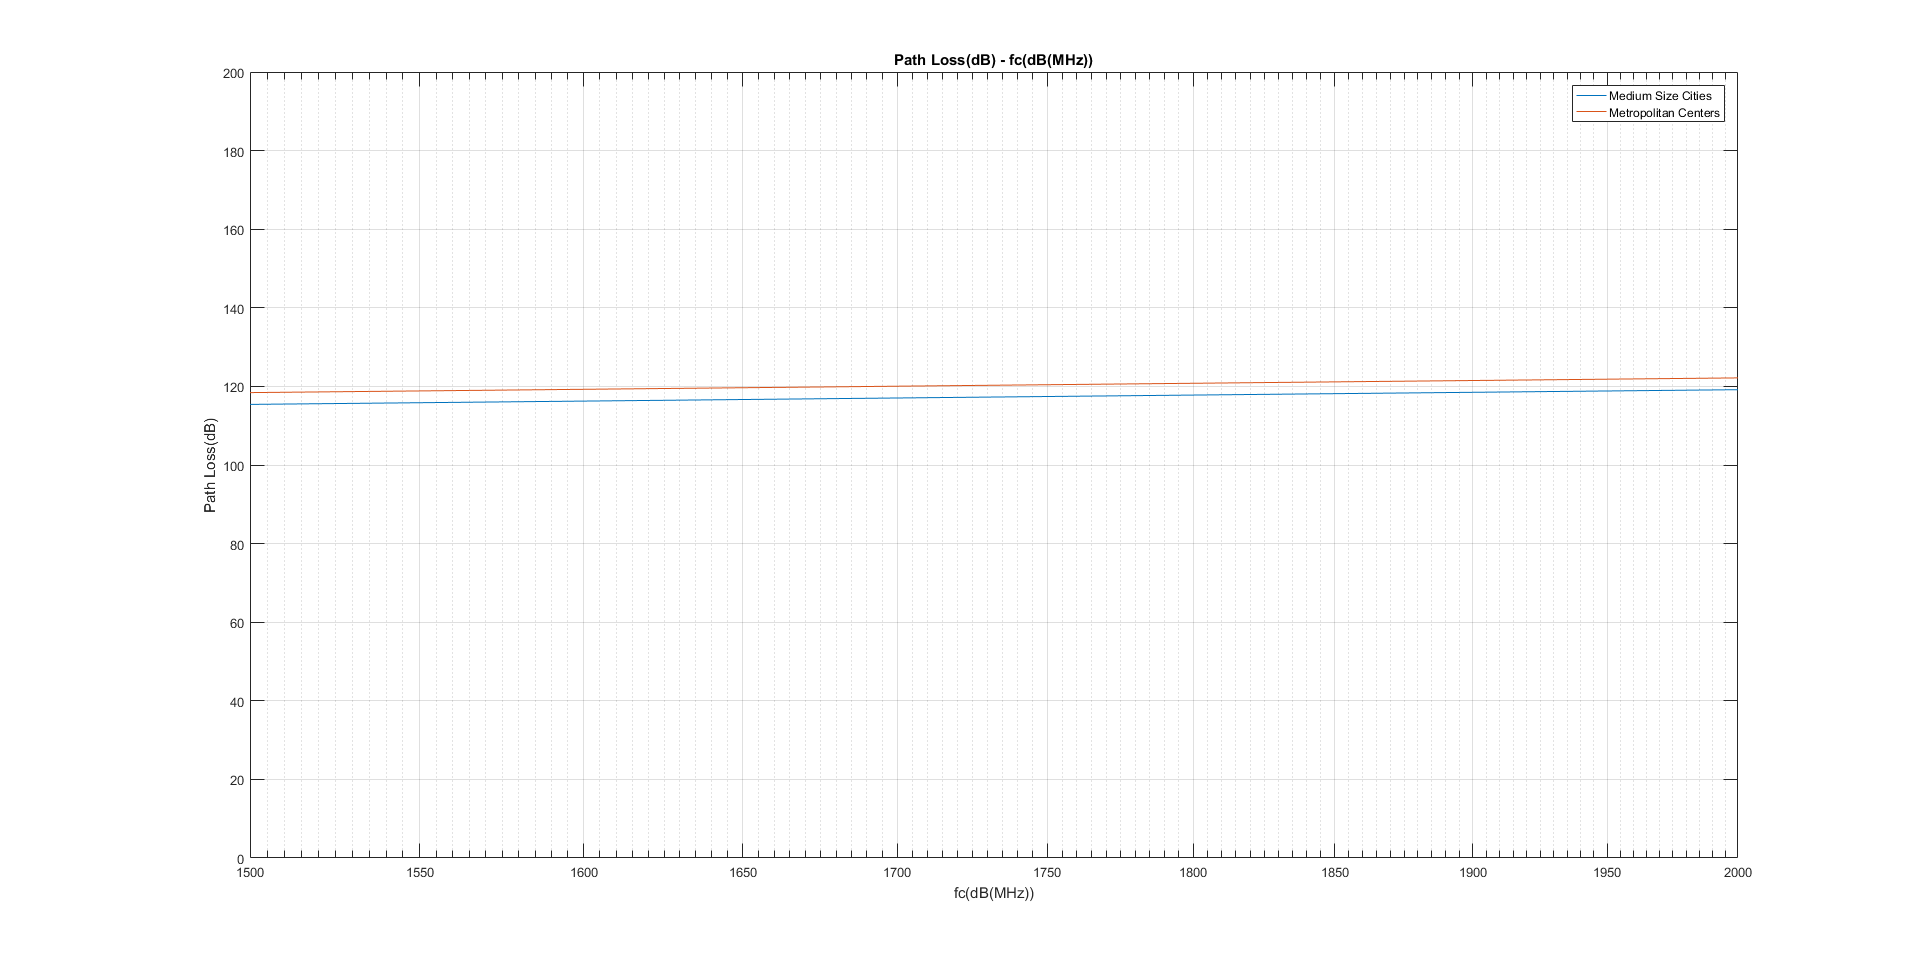 Path Loss(dB) - fc(dB(MHz))
Medium Size Cities
Metropolitan Centers
200
180
160
140
120
100
80
60
40
20
0
Path Loss(dB)
1500 1550 1600 1650 1700 1750 1800 1850 1900 1950 2000
fc(dB(MHz))